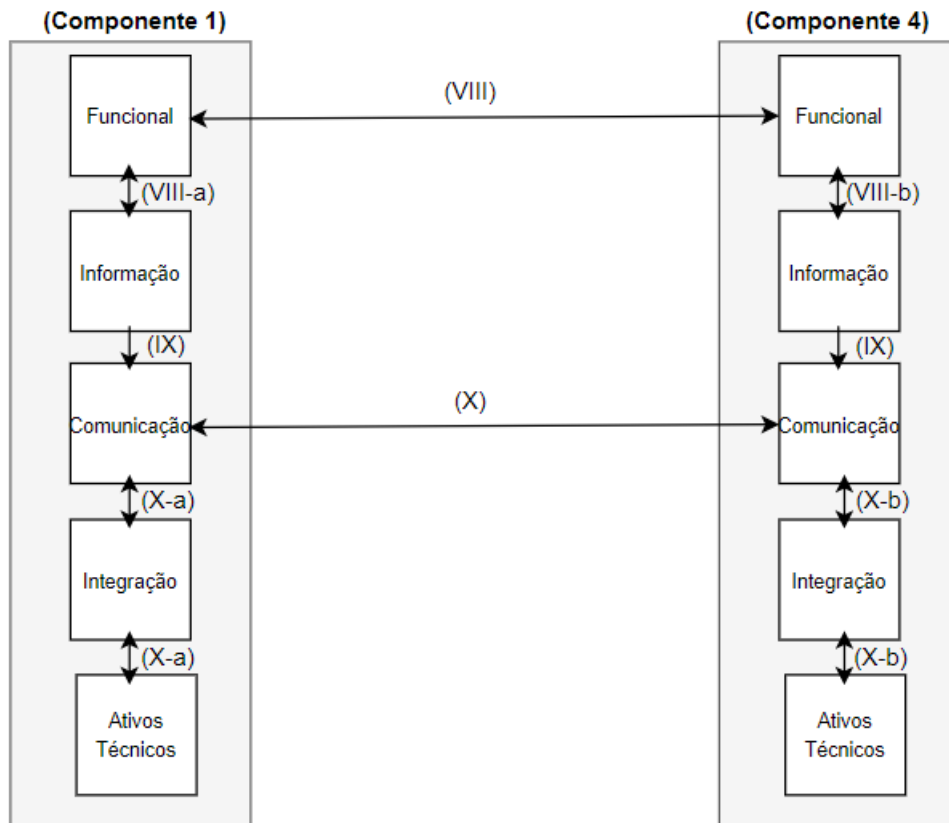 (Componente 1)
(Componente 4)
Funcional
(VIII)
Funcional
(VIII-a)
(VIII-b)
Informação
Informação
(IX)
(IX)
Comunicação
(X)
Comunicação
(X-a)
(X-b)
Integração
Integração
(X-a)
(X-b)
Ativos
Técnicos
Ativos
Técnicos